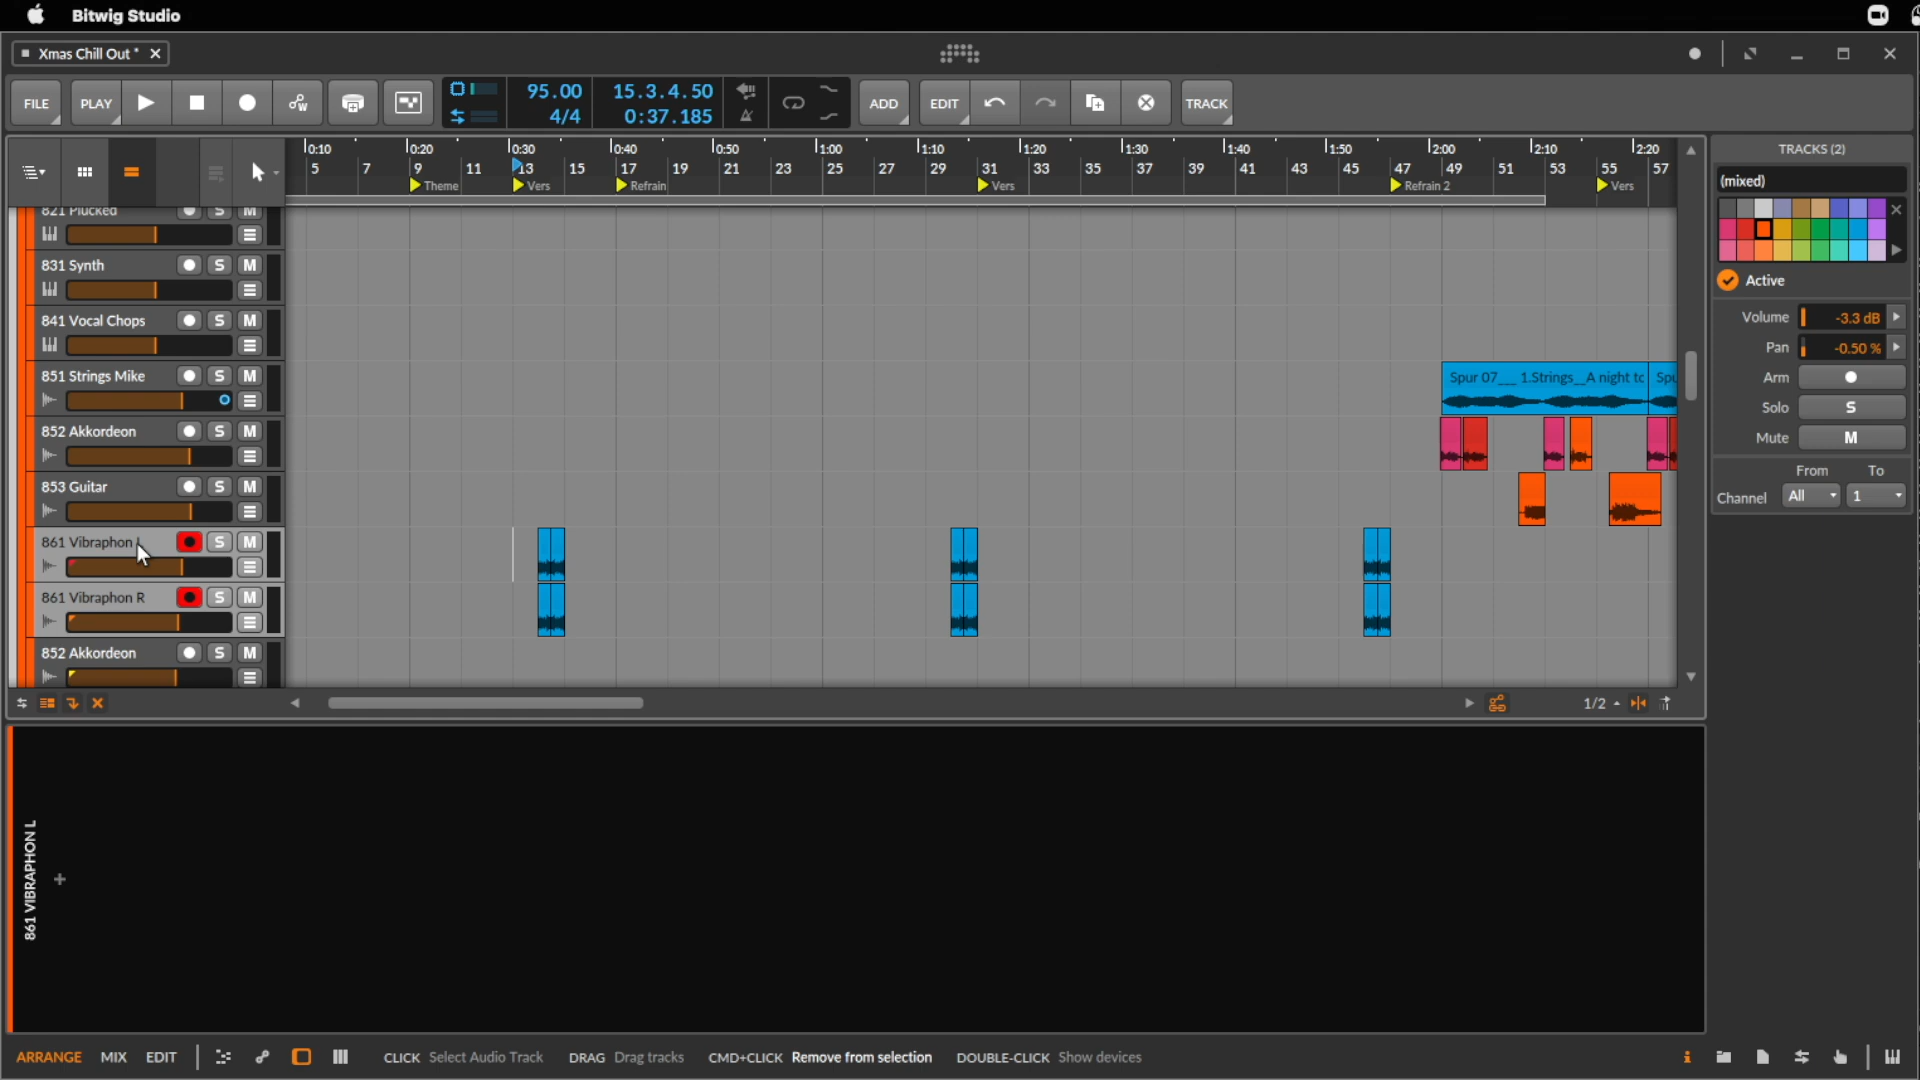 Bitwig Studio
Xmas Chill Out *
FILE PLAY 95.00 15.3.4.50 ADD EDIT TRACK
4/4 0:37.185
0:10 0:20 0:30 0:40 0:50 1:00 1:10 1:20 1:30 1:40 1:50 2:00 2:10 2:20
5 7 9 11 13 15 17 19 21 23 25 27 29 31 33 35 37 39 41 43 45 47 49 51 53 55 57
Theme Vers Refrain Vers Refrain 2 Vers
821 Plucked S M
831 Synth S M
841 Vocal Chops S M
851 Strings Mike S M
Spur 07___ 1.Strings__A night to
852 Akkordeon S M
853 Guitar S M
861 Vibraphon L S M
861 Vibraphon R S M
852 Akkordeon S M
1/2
TRACKS (2)
(mixed)
Active
Volume -3.3 dB
Pan -0.50 %
Arm
Solo S
Mute M
From To
Channel All 1
861 VIBRAPHON L
ARRANGE MIX EDIT CLICK Select Audio Track DRAG Drag tracks CMD+CLICK Remove from selection DOUBLE-CLICK Show devices